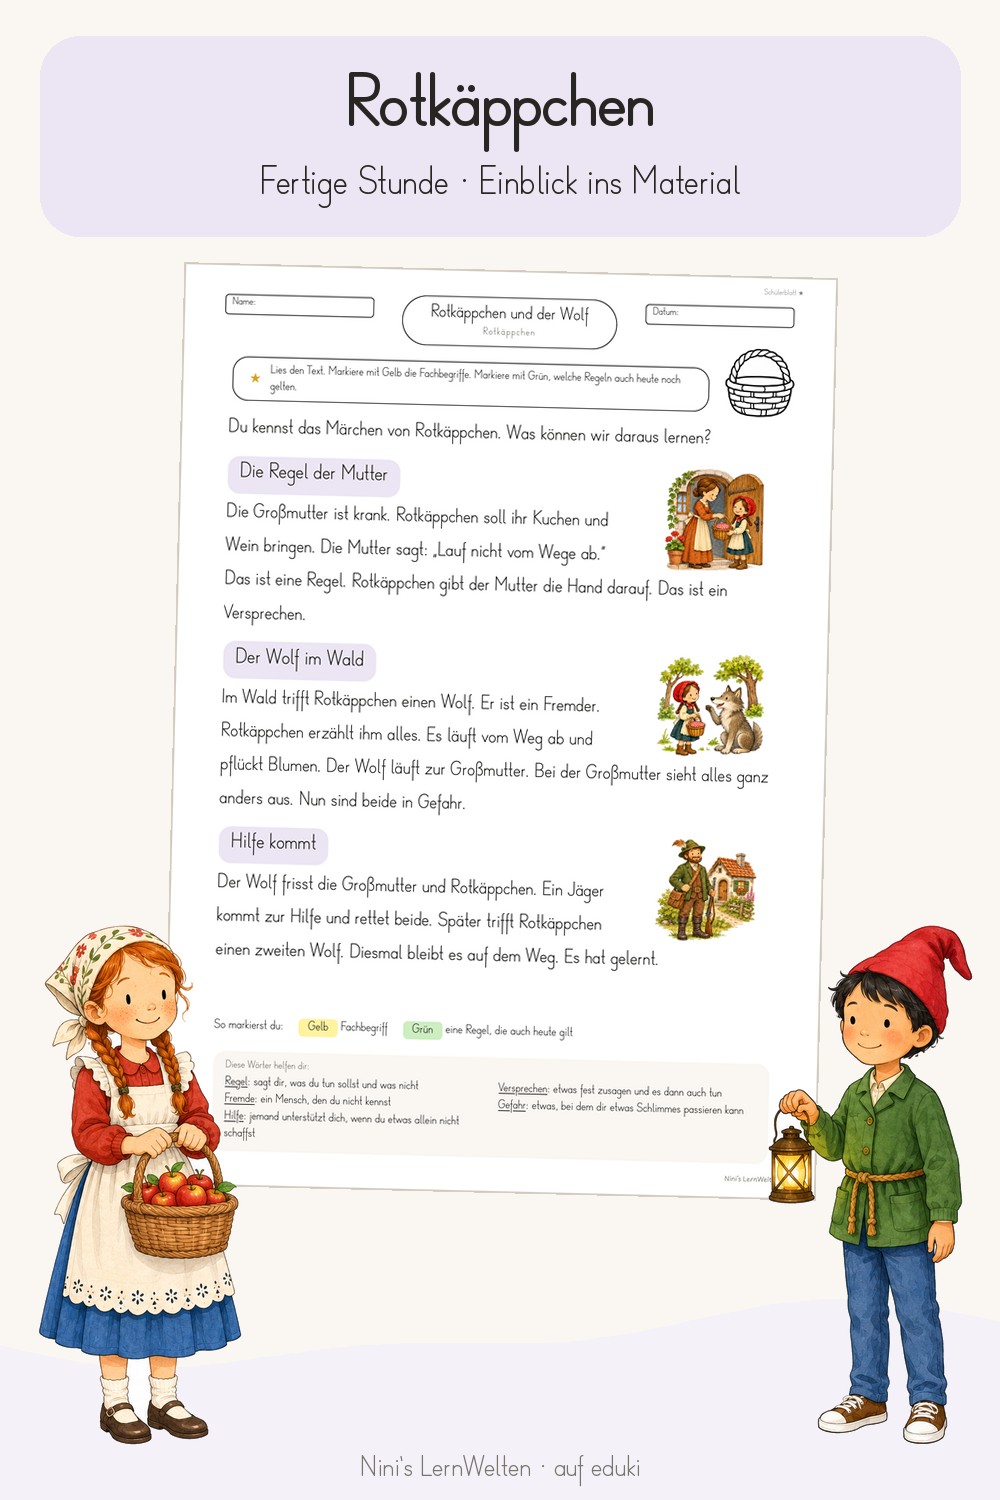 Rotkäppchen
Fertige Stunde · Einblick ins Material
Schülerblatt ★
Name:
Rotkäppchen und der Wolf
Rotkäppchen
Datum:
★ Lies den Text. Markiere mit Gelb die Fachbegriffe. Markiere mit Grün, welche Regeln auch heute noch
gelten.
Du kennst das Märchen von Rotkäppchen. Was können wir daraus lernen?
Die Regel der Mutter
Die Großmutter ist krank. Rotkäppchen soll ihr Kuchen und
Wein bringen. Die Mutter sagt: „Lauf nicht vom Wege ab.“
Das ist eine Regel. Rotkäppchen gibt der Mutter die Hand darauf. Das ist ein
Versprechen.
Der Wolf im Wald
Im Wald trifft Rotkäppchen einen Wolf. Er ist ein Fremder.
Rotkäppchen erzählt ihm alles. Es läuft vom Weg ab und
pflückt Blumen. Der Wolf läuft zur Großmutter. Bei der Großmutter sieht alles ganz
anders aus. Nun sind beide in Gefahr.
Hilfe kommt
Der Wolf frisst die Großmutter und Rotkäppchen. Ein Jäger
kommt zur Hilfe und rettet beide. Später trifft Rotkäppchen
einen zweiten Wolf. Diesmal bleibt es auf dem Weg. Es hat gelernt.
So markierst du: Gelb Fachbegriff Grün eine Regel, die auch heute gilt
Diese Wörter helfen dir:
Regel: sagt dir, was du tun sollst und was nicht
Fremde: ein Mensch, den du nicht kennst
Hilfe: jemand unterstützt dich, wenn du etwas allein nicht
schaffst
Versprechen: etwas fest zusagen und es dann auch tun
Gefahr: etwas, bei dem dir etwas Schlimmes passieren kann
Nini's LernWelt
Nini's LernWelten · auf eduki